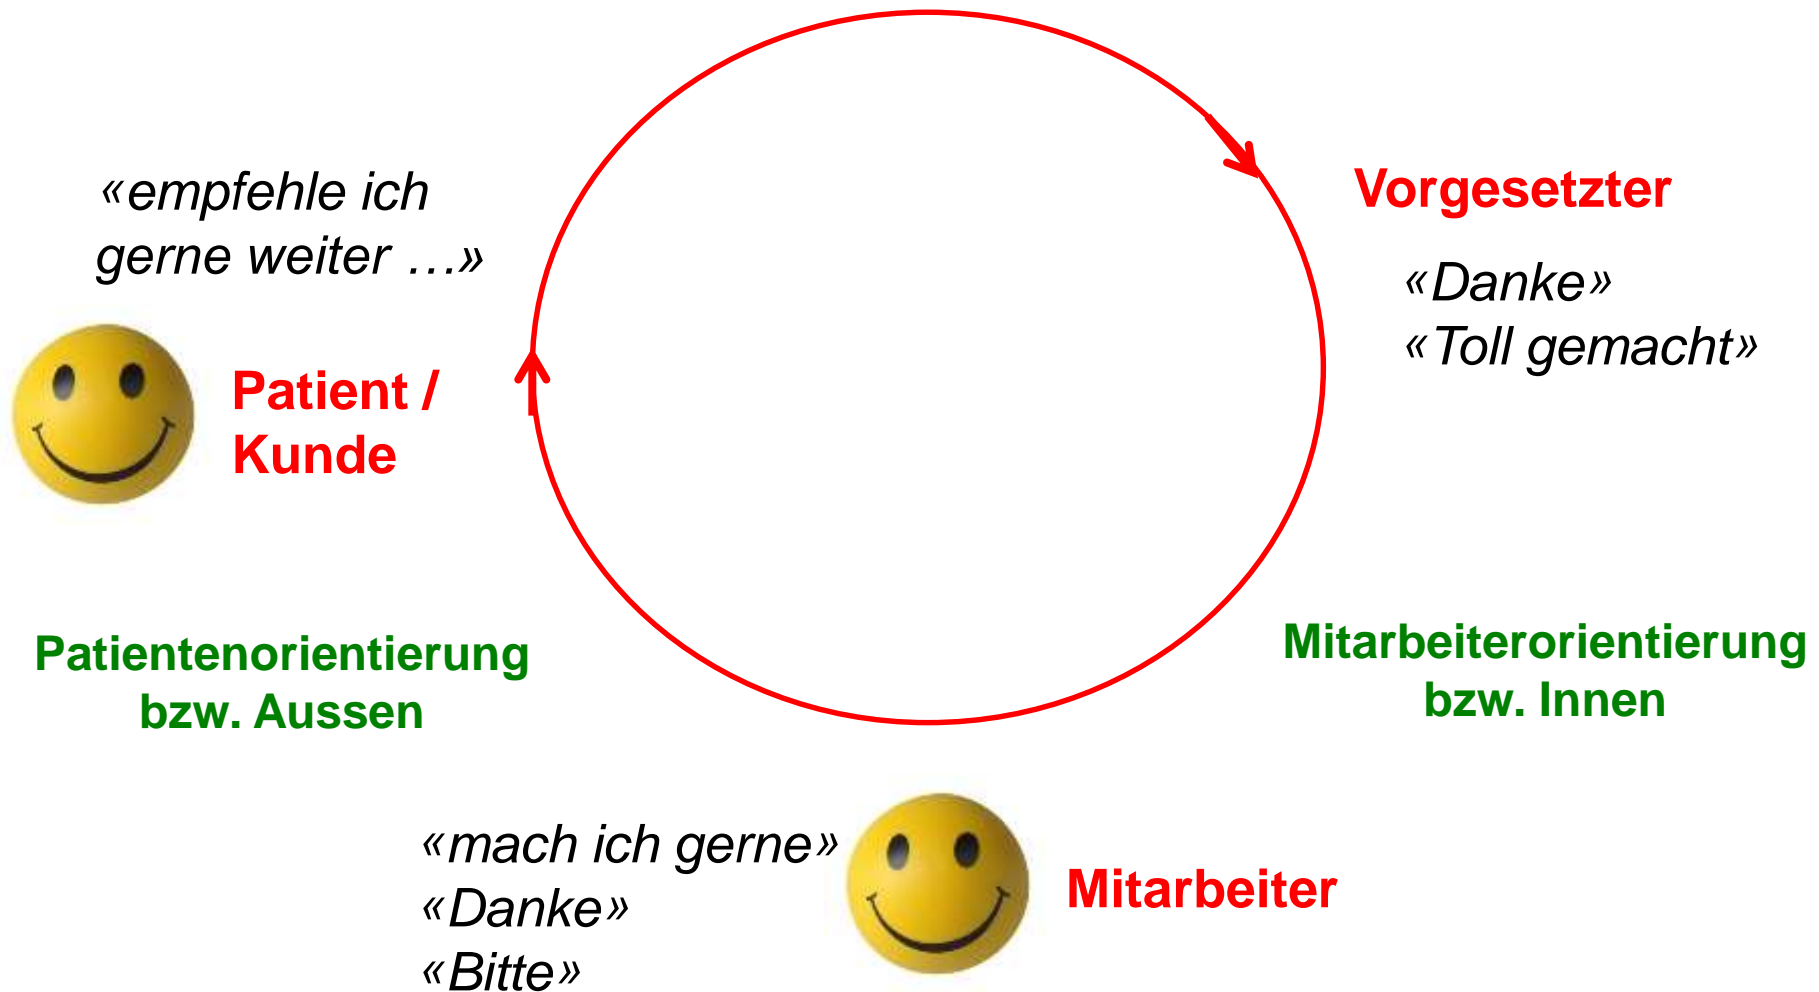 «empfehle ich
gerne weiter …»
Patient /
Kunde
Vorgesetzter
«Danke»
«Toll gemacht»
Patientenorientierung
bzw. Aussen
Mitarbeiterorientierung
bzw. Innen
«mach ich gerne»
«Danke»
«Bitte»
Mitarbeiter